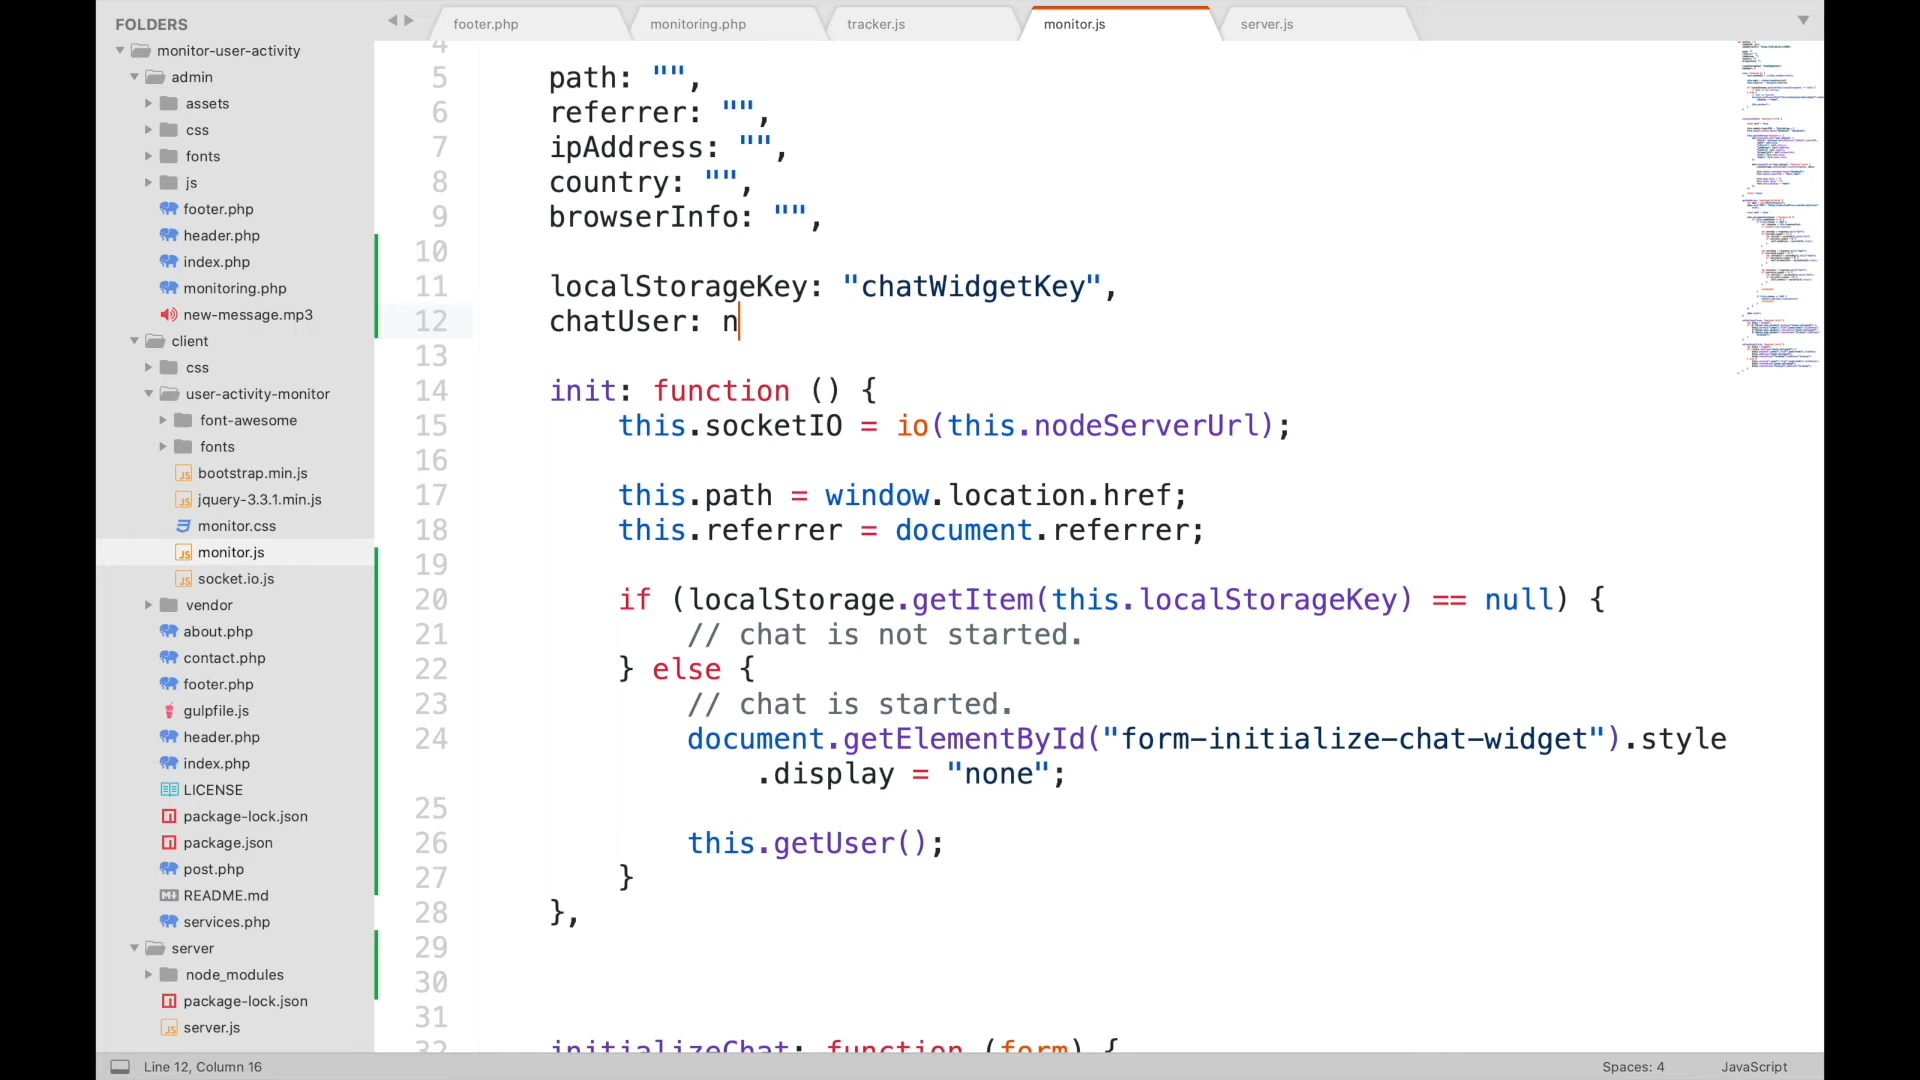 FOLDERS
monitor-user-activity
admin
assets
css
fonts
js
footer.php
header.php
index.php
monitoring.php
new-message.mp3
client
css
user-activity-monitor
font-awesome
fonts
bootstrap.min.js
jquery-3.3.1.min.js
monitor.css
monitor.js
socket.io.js
vendor
about.php
contact.php
footer.php
gulpfile.js
header.php
index.php
LICENSE
package-lock.json
package.json
post.php
README.md
services.php
server
node_modules
package-lock.json
server.js
footer.php monitoring.php tracker.js monitor.js server.js
4
5 path: "",
6 referrer: "",
7 ipAddress: "",
8 country: "",
9 browserInfo: "",
10
11 localStorageKey: "chatWidgetKey",
12 chatUser: n
13
14 init: function () {
15 this.socketIO = io(this.nodeServerUrl);
16
17 this.path = window.location.href;
18 this.referrer = document.referrer;
19
20 if (localStorage.getItem(this.localStorageKey) == null) {
21 // chat is not started.
22 } else {
23 // chat is started.
24 document.getElementById("form-initialize-chat-widget").style
.display = "none";
25
26 this.getUser();
27 }
28 },
29
30
31
32 initializeChat: function (form) {
Line 12, Column 16 Spaces: 4 JavaScript